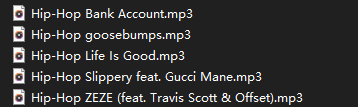 Hip-Hop Bank Account.mp3
Hip-Hop goosebumps.mp3
Hip-Hop Life Is Good.mp3
Hip-Hop Slippery feat. Gucci Mane.mp3
Hip-Hop ZEZE (feat. Travis Scott & Offset).mp3